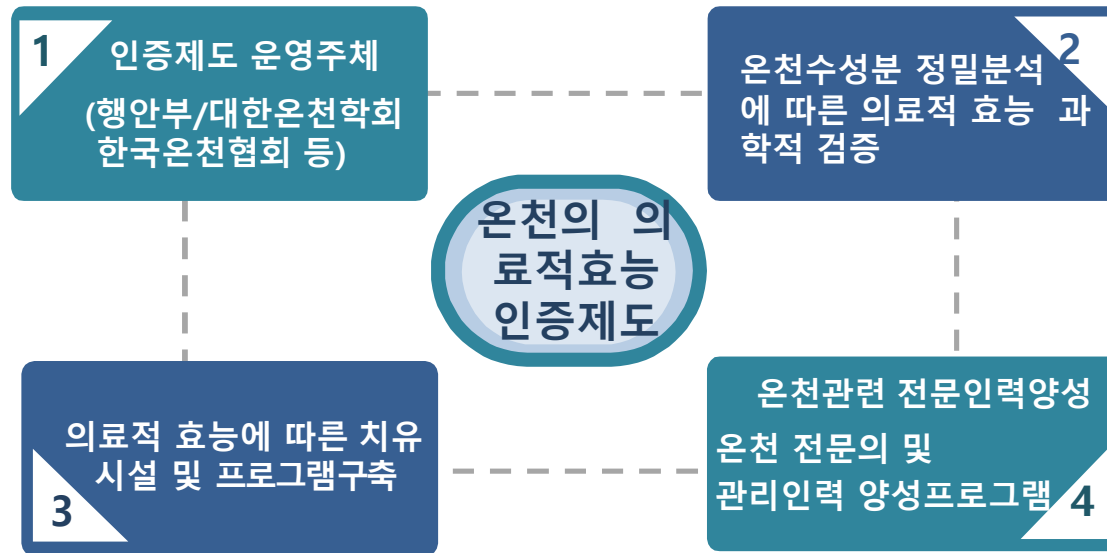 1
인증제도 운영주체
(행안부/대한온천학회
한국온천협회 등)
2
온천수성분 정밀분석
에 따른 의료적 효능 과
학적 검증
온천의 의
료적효능
인증제도
의료적 효능에 따른 치유
시설 및 프로그램구축
3
온천관련 전문인력양성
온천 전문의 및
관리인력 양성프로그램
4